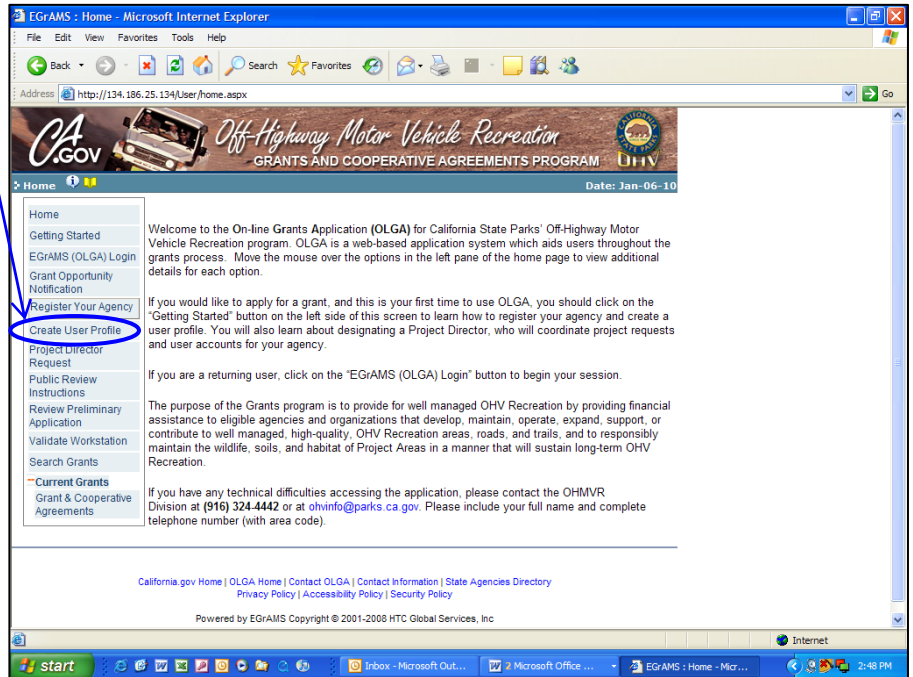 EGrAMS : Home - Microsoft Internet Explorer
File Edit View Favorites Tools Help
Back Search Favorites
Address http://134.186.25.134/User/home.aspx Go
CA.GOV
Off-Highway Motor Vehicle Recreation
GRANTS AND COOPERATIVE AGREEMENTS PROGRAM
CALIFORNIA
STATE PARKS
OHV
Home Date: Jan-06-10
Home
Getting Started
EGrAMS (OLGA) Login
Grant Opportunity
Notification
Register Your Agency
Create User Profile
Project Director
Request
Public Review
Instructions
Review Preliminary
Application
Validate Workstation
Search Grants
Current Grants
Grant & Cooperative
Agreements
Welcome to the On-line Grants Application (OLGA) for California State Parks' Off-Highway Motor
Vehicle Recreation program. OLGA is a web-based application system which aids users throughout the
grants process. Move the mouse over the options in the left pane of the home page to view additional
details for each option.
If you would like to apply for a grant, and this is your first time to use OLGA, you should click on the
"Getting Started" button on the left side of this screen to learn how to register your agency and create a
user profile. You will also learn about designating a Project Director, who will coordinate project requests
and user accounts for your agency.
If you are a returning user, click on the "EGrAMS (OLGA) Login" button to begin your session.
The purpose of the Grants program is to provide for well managed OHV Recreation by providing financial
assistance to eligible agencies and organizations that develop, maintain, operate, expand, support, or
contribute to well managed, high-quality, OHV Recreation areas, roads, and trails, and to responsibly
maintain the wildlife, soils, and habitat of Project Areas in a manner that will sustain long-term OHV
Recreation.
If you have any technical difficulties accessing the application, please contact the OHMVR
Division at (916) 324-4442 or at ohvinfo@parks.ca.gov. Please include your full name and complete
telephone number (with area code).
California.gov Home | OLGA Home | Contact OLGA | Contact Information | State Agencies Directory
Privacy Policy | Accessibility Policy | Security Policy
Powered by EGrAMS Copyright © 2001-2008 HTC Global Services, Inc
Internet
start Inbox - Microsoft Out... 2 Microsoft Office ... EGrAMS : Home - Micr... 2:48 PM